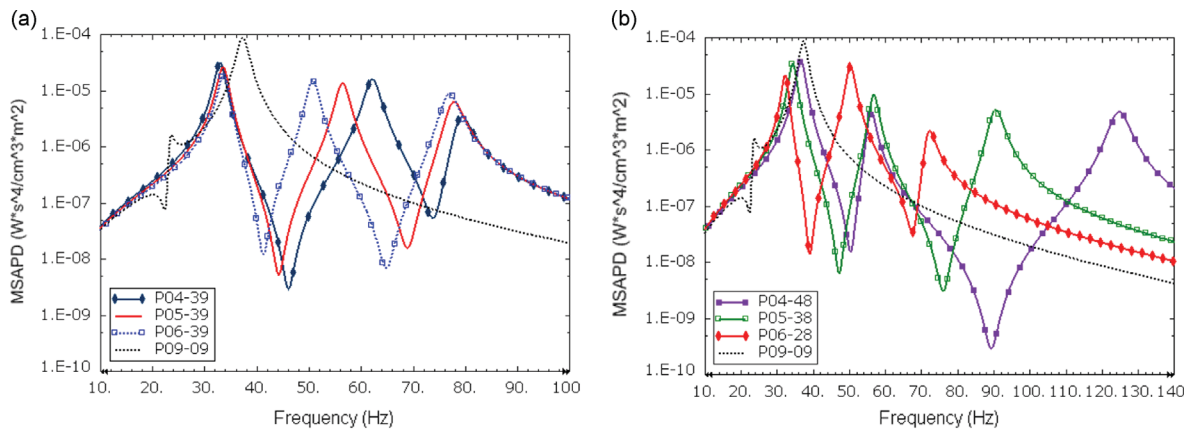 (a)
MSAPD (W*s^4/cm^3*m^2)
1.E-04
1.E-05
1.E-06
1.E-07
1.E-08
1.E-09
1.E-10
P04-39
P05-39
P06-39
P09-09
10. 20. 30. 40. 50. 60. 70. 80. 90. 100.
Frequency (Hz)
(b)
MSAPD (W*s^4/cm^3*m^2)
1.E-04
1.E-05
1.E-06
1.E-07
1.E-08
1.E-09
1.E-10
P04-48
P05-38
P06-28
P09-09
10. 20. 30. 40. 50. 60. 70. 80. 90. 100. 110. 120. 130. 140.
Frequency (Hz)